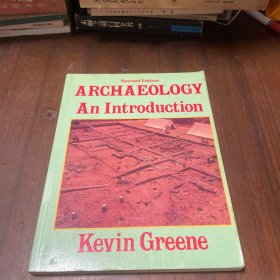 Revised Edition
ARCHAEOLOGY
An Introduction
Kevin Greene